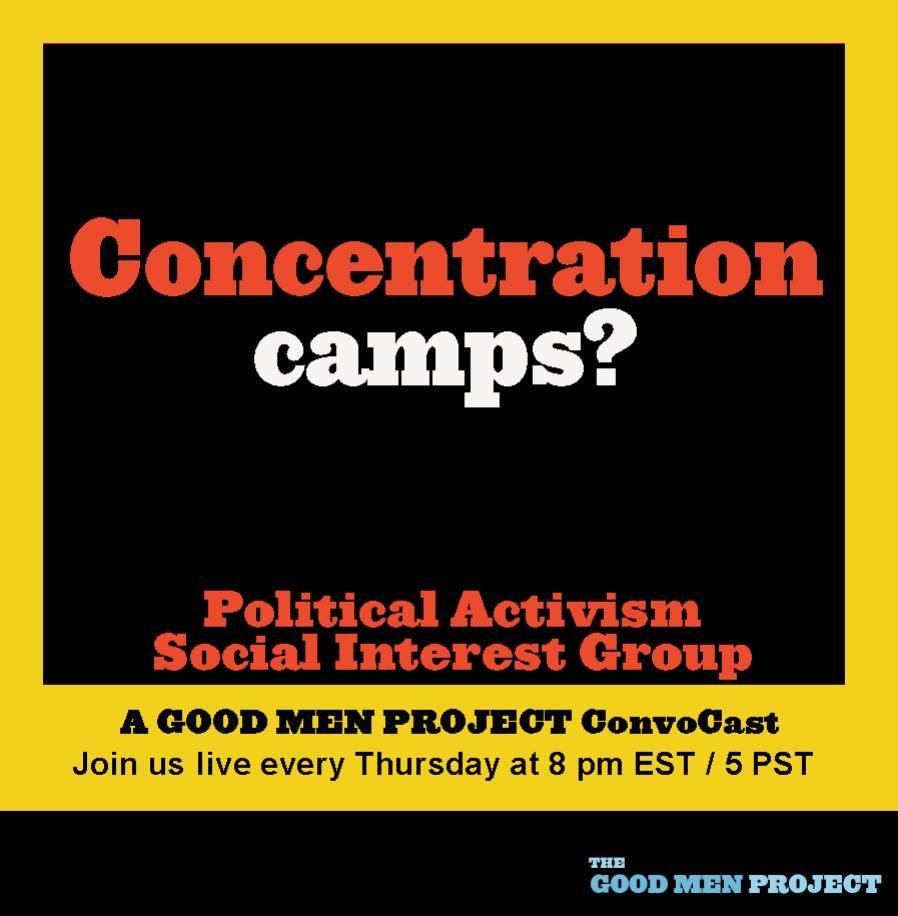 Concentration
camps?
Political Activism
Social Interest Group
A GOOD MEN PROJECT ConvoCast
Join us live every Thursday at 8 pm EST / 5 PST
THE
GOOD MEN PROJECT